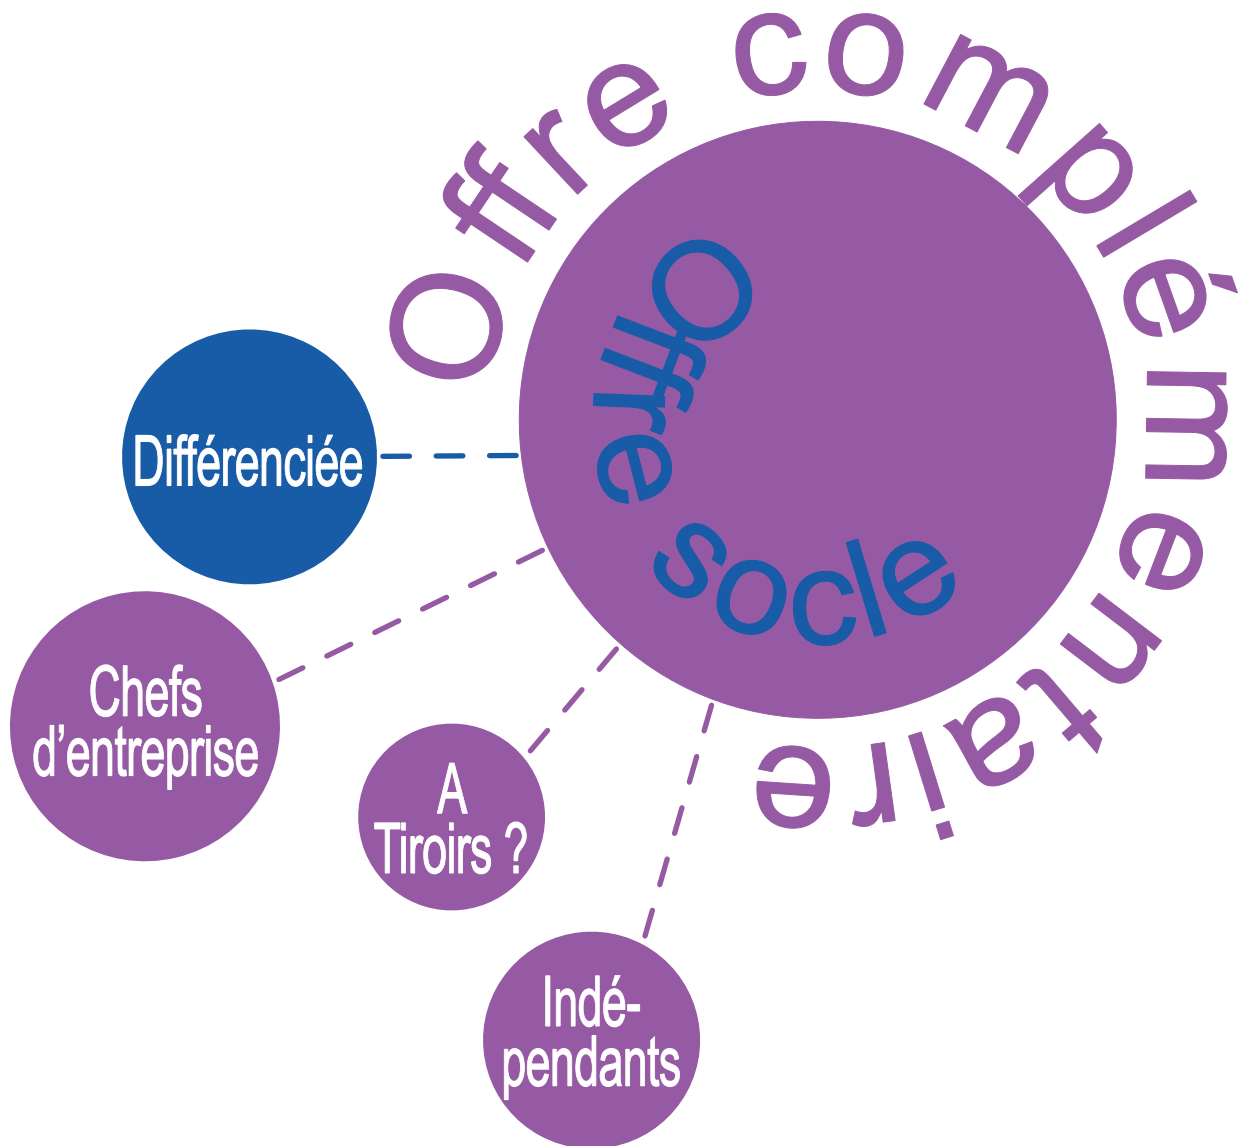 Offre complémentaire
Offre socle
Différenciée
Chefs
d’entreprise
A
Tiroirs ?
Indé-
pendants